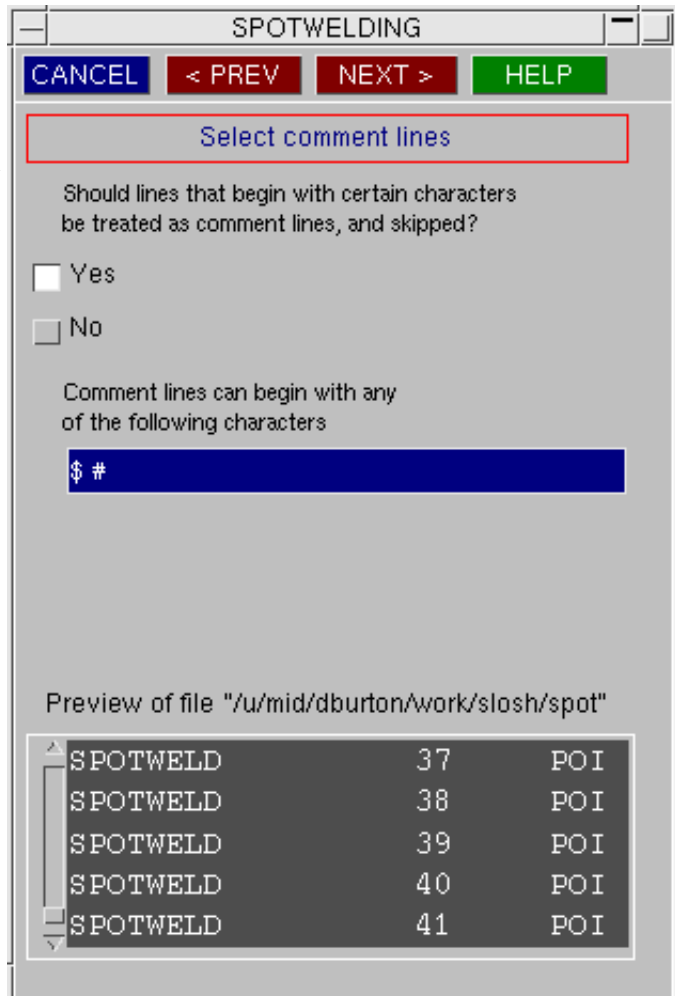 SPOTWELDING
CANCEL < PREV NEXT > HELP
Select comment lines
Should lines that begin with certain characters
be treated as comment lines, and skipped?
Yes
No
Comment lines can begin with any
of the following characters
$ #
Preview of file "/u/mid/dburton/work/slosh/spot"
SPOTWELD 37 POI
SPOTWELD 38 POI
SPOTWELD 39 POI
SPOTWELD 40 POI
SPOTWELD 41 POI